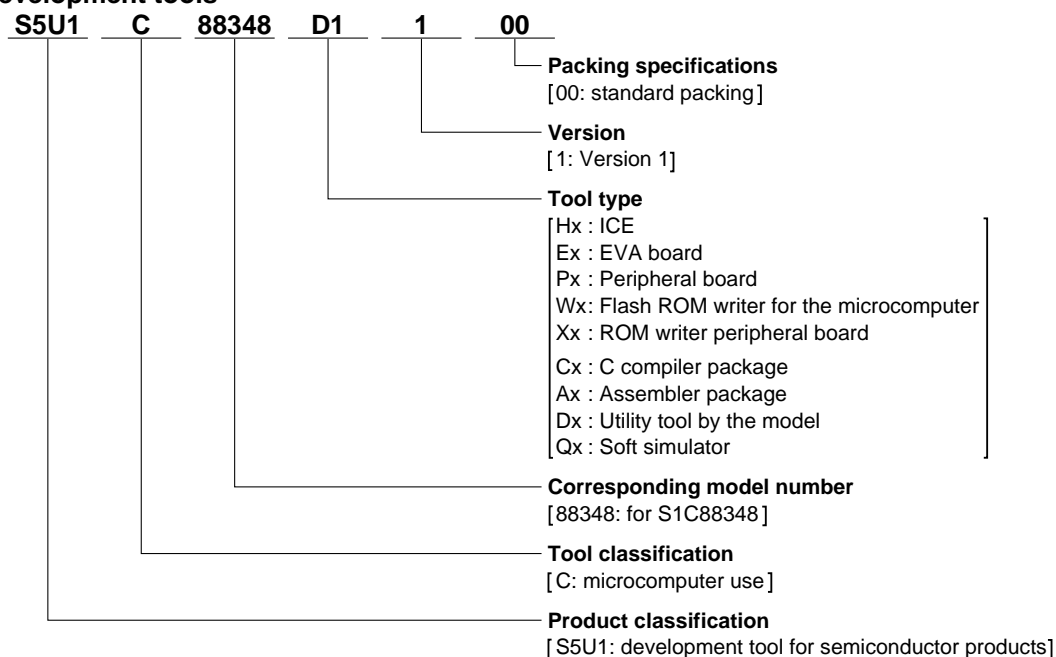 development tools
S5U1 C 88348 D1 1 00
Packing specifications
[00: standard packing]
Version
[1: Version 1]
Tool type
Hx : ICE
Ex : EVA board
Px : Peripheral board
Wx: Flash ROM writer for the microcomputer
Xx : ROM writer peripheral board
Cx : C compiler package
Ax : Assembler package
Dx : Utility tool by the model
Qx : Soft simulator
Corresponding model number
[88348: for S1C88348]
Tool classification
[C: microcomputer use]
Product classification
[S5U1: development tool for semiconductor products]